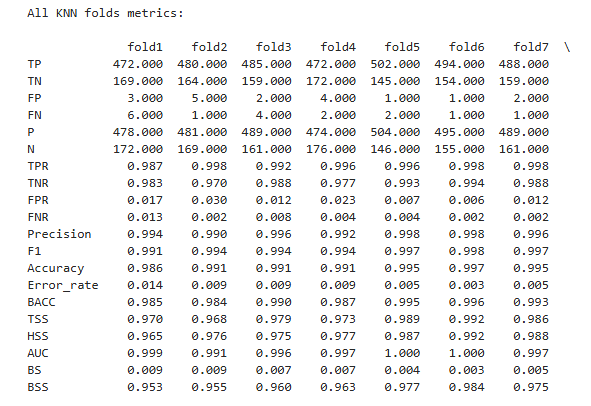 All KNN folds metrics:
fold1 fold2 fold3 fold4 fold5 fold6 fold7 \
TP 472.000 480.000 485.000 472.000 502.000 494.000 488.000
TN 169.000 164.000 159.000 172.000 145.000 154.000 159.000
FP 3.000 5.000 2.000 4.000 1.000 1.000 2.000
FN 6.000 1.000 4.000 2.000 2.000 1.000 1.000
P 478.000 481.000 489.000 474.000 504.000 495.000 489.000
N 172.000 169.000 161.000 176.000 146.000 155.000 161.000
TPR 0.987 0.998 0.992 0.996 0.996 0.998 0.998
TNR 0.983 0.970 0.988 0.977 0.993 0.994 0.988
FPR 0.017 0.030 0.012 0.023 0.007 0.006 0.012
FNR 0.013 0.002 0.008 0.004 0.004 0.002 0.002
Precision 0.994 0.990 0.996 0.992 0.998 0.998 0.996
F1 0.991 0.994 0.994 0.994 0.997 0.998 0.997
Accuracy 0.986 0.991 0.991 0.991 0.995 0.997 0.995
Error_rate 0.014 0.009 0.009 0.009 0.005 0.003 0.005
BACC 0.985 0.984 0.990 0.987 0.995 0.996 0.993
TSS 0.970 0.968 0.979 0.973 0.989 0.992 0.986
HSS 0.965 0.976 0.975 0.977 0.987 0.992 0.988
AUC 0.999 0.991 0.996 0.997 1.000 1.000 0.997
BS 0.009 0.009 0.007 0.007 0.004 0.003 0.005
BSS 0.953 0.955 0.960 0.963 0.977 0.984 0.975